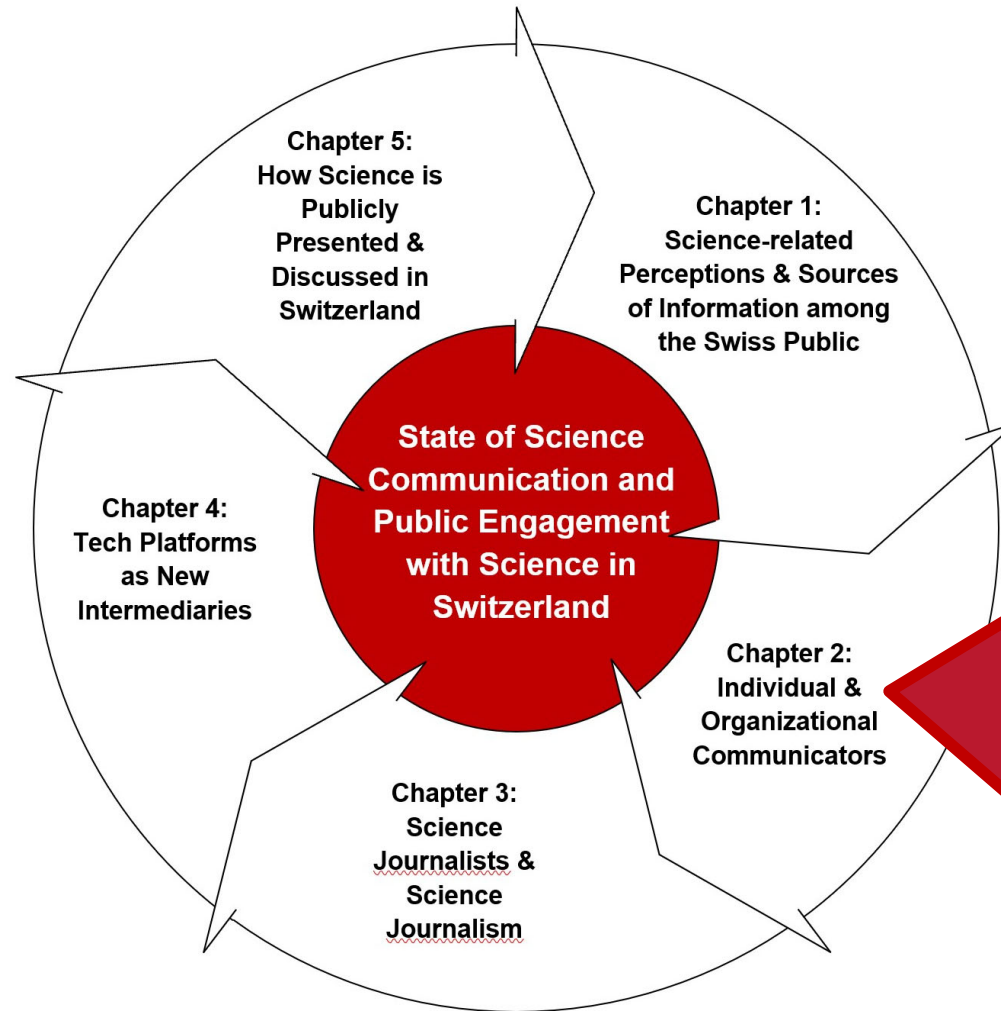 Chapter 5:
How Science is
Publicly
Presented &
Discussed in
Switzerland
Chapter 1:
Science-related
Perceptions & Sources
of Information among
the Swiss Public
State of Science
Communication and
Public Engagement
with Science in
Switzerland
Chapter 4:
Tech Platforms
as New
Intermediaries
Chapter 2:
Individual &
Organizational
Communicators
Chapter 3:
Science
Journalists &
Science
Journalism